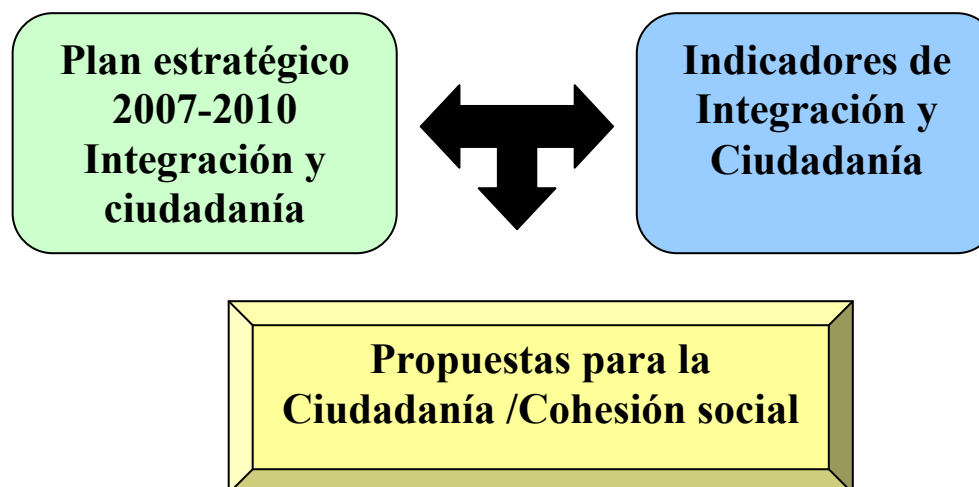 Plan estratégico
2007-2010
Integración y
ciudadanía
Indicadores de
Integración y
Ciudadanía
Propuestas para la
Ciudadanía /Cohesión social